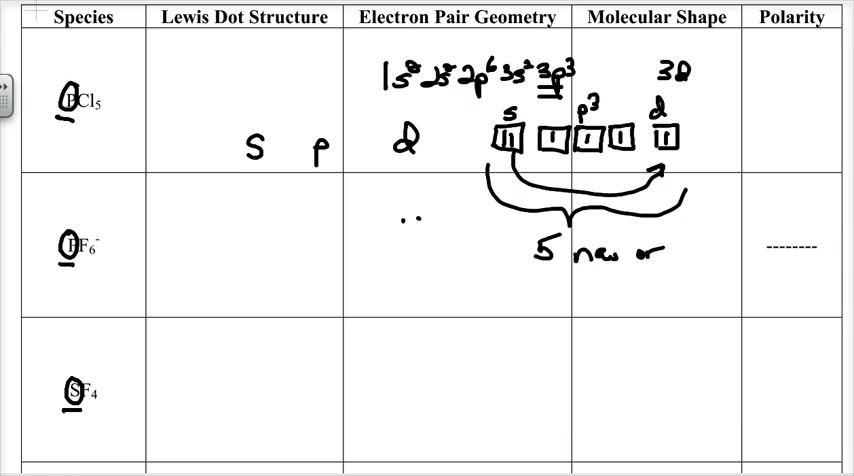 Species Lewis Dot Structure Electron Pair Geometry Molecular Shape Polarity
1s² 2s² 2p⁶ 3s² 3p³ 3d
PCl₅
s p³ d
s p d
PF₆⁻
5 new or
--------
SF₄